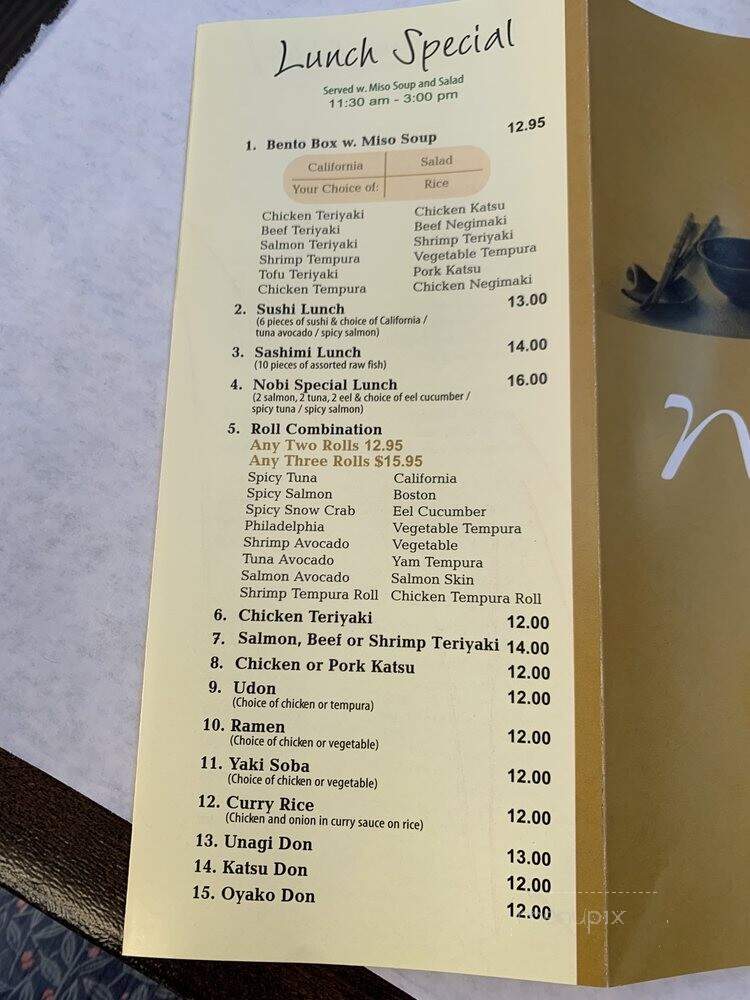 Lunch Special
Served w. Miso Soup and Salad
11:30 am - 3:00 pm
1. Bento Box w. Miso Soup 12.95
California Salad
Your Choice of: Rice
Chicken Teriyaki Chicken Katsu
Beef Teriyaki Beef Negimaki
Salmon Teriyaki Shrimp Teriyaki
Shrimp Tempura Vegetable Tempura
Tofu Teriyaki Pork Katsu
Chicken Tempura Chicken Negimaki
2. Sushi Lunch 13.00
(6 pieces of sushi & choice of California /
tuna avocado / spicy salmon)
3. Sashimi Lunch 14.00
(10 pieces of assorted raw fish)
4. Nobi Special Lunch 16.00
(2 salmon, 2 tuna, 2 eel & choice of eel cucumber /
spicy tuna / spicy salmon)
5. Roll Combination
Any Two Rolls 12.95
Any Three Rolls $15.95
Spicy Tuna California
Spicy Salmon Boston
Spicy Snow Crab Eel Cucumber
Philadelphia Vegetable Tempura
Shrimp Avocado Vegetable
Tuna Avocado Yam Tempura
Salmon Avocado Salmon Skin
Shrimp Tempura Roll Chicken Tempura Roll
6. Chicken Teriyaki 12.00
7. Salmon, Beef or Shrimp Teriyaki 14.00
8. Chicken or Pork Katsu 12.00
9. Udon 12.00
(Choice of chicken or tempura)
10. Ramen 12.00
(Choice of chicken or vegetable)
11. Yaki Soba 12.00
(Choice of chicken or vegetable)
12. Curry Rice 12.00
(Chicken and onion in curry sauce on rice)
13. Unagi Don 13.00
14. Katsu Don 12.00
15. Oyako Don 12.00